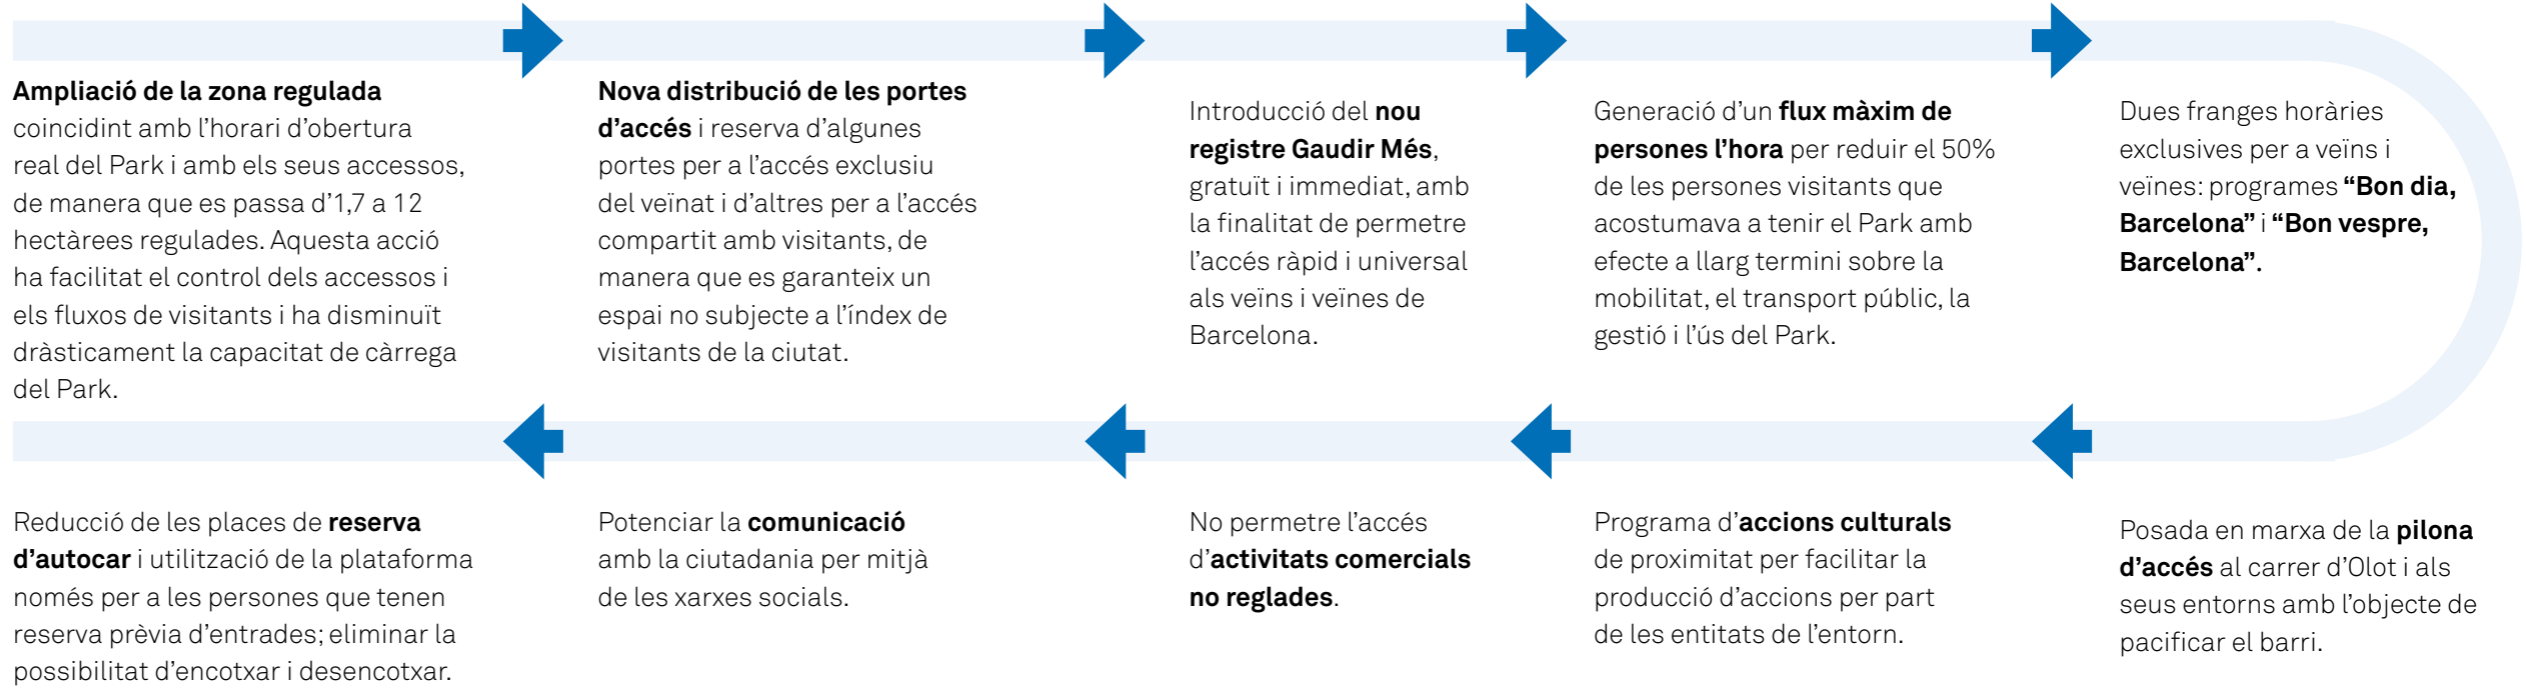 Ampliació de la zona regulada
coincidint amb l’horari d’obertura
real del Park i amb els seus accessos,
de manera que es passa d’1,7 a 12
hectàrees regulades. Aquesta acció
ha facilitat el control dels accessos i
els fluxos de visitants i ha disminuït
dràsticament la capacitat de càrrega
del Park.
Nova distribució de les portes
d’accés i reserva d’algunes
portes per a l’accés exclusiu
del veïnat i d’altres per a l’accés
compartit amb visitants, de
manera que es garanteix un
espai no subjecte a l’índex de
visitants de la ciutat.
Introducció del nou
registre Gaudir Més,
gratuït i immediat, amb
la finalitat de permetre
l’accés ràpid i universal
als veïns i veïnes de
Barcelona.
Generació d’un flux màxim de
persones l’hora per reduir el 50%
de les persones visitants que
acostumava a tenir el Park amb
efecte a llarg termini sobre la
mobilitat, el transport públic, la
gestió i l’ús del Park.
Dues franges horàries
exclusives per a veïns i
veïnes: programes “Bon dia,
Barcelona” i “Bon vespre,
Barcelona”.
Posada en marxa de la pilona
d’accés al carrer d’Olot i als
seus entorns amb l’objecte de
pacificar el barri.
Programa d’accions culturals
de proximitat per facilitar la
producció d’accions per part
de les entitats de l’entorn.
No permetre l’accés
d’activitats comercials
no reglades.
Potenciar la comunicació
amb la ciutadania per mitjà
de les xarxes socials.
Reducció de les places de reserva
d’autocar i utilització de la plataforma
només per a les persones que tenen
reserva prèvia d’entrades; eliminar la
possibilitat d’encotxar i desencotxar.